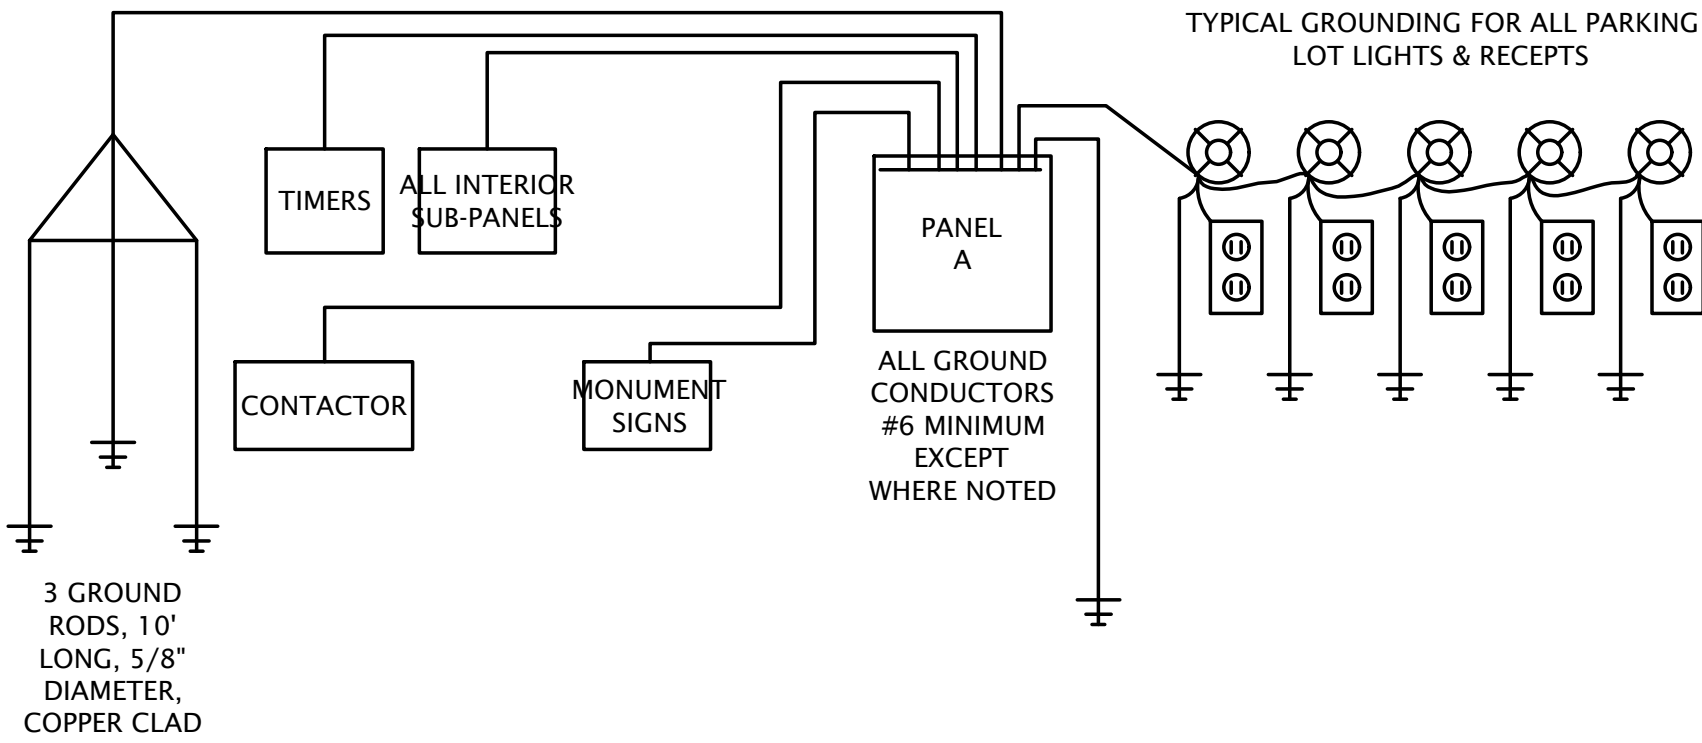 TYPICAL GROUNDING FOR ALL PARKING
LOT LIGHTS & RECEPTS
TIMERS
ALL INTERIOR
SUB-PANELS
PANEL
A
CONTACTOR
MONUMENT
SIGNS
ALL GROUND
CONDUCTORS
#6 MINIMUM
EXCEPT
WHERE NOTED
3 GROUND
RODS, 10'
LONG, 5/8"
DIAMETER,
COPPER CLAD